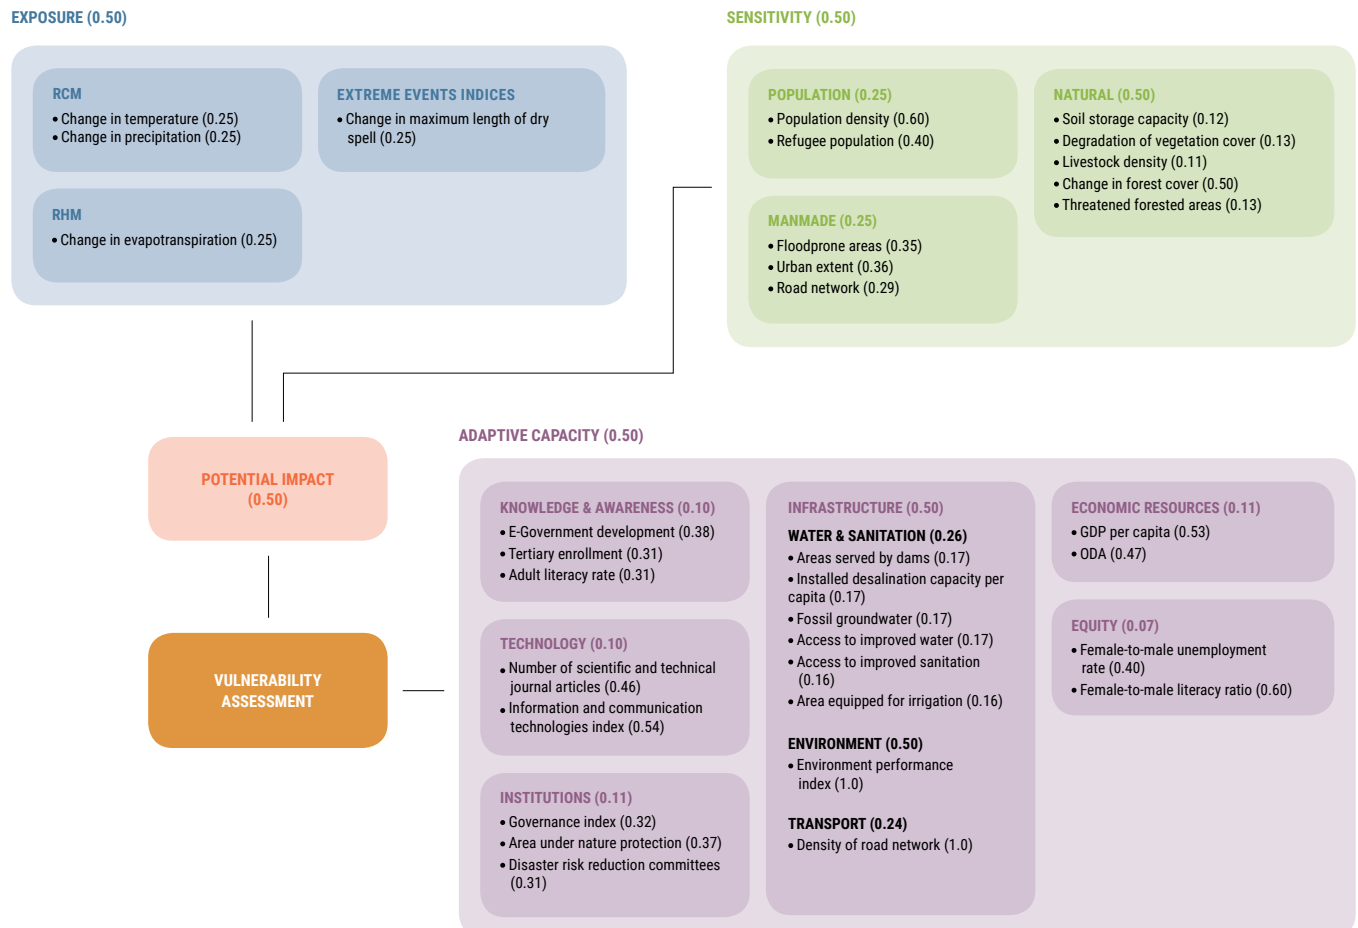 EXPOSURE (0.50)
RCM
• Change in temperature (0.25)
• Change in precipitation (0.25)
EXTREME EVENTS INDICES
• Change in maximum length of dry
spell (0.25)
RHM
• Change in evapotranspiration (0.25)
SENSITIVITY (0.50)
POPULATION (0.25)
• Population density (0.60)
• Refugee population (0.40)
MANMADE (0.25)
• Floodprone areas (0.35)
• Urban extent (0.36)
• Road network (0.29)
NATURAL (0.50)
• Soil storage capacity (0.12)
• Degradation of vegetation cover (0.13)
• Livestock density (0.11)
• Change in forest cover (0.50)
• Threatened forested areas (0.13)
POTENTIAL IMPACT
(0.50)
VULNERABILITY
ASSESSMENT
ADAPTIVE CAPACITY (0.50)
KNOWLEDGE & AWARENESS (0.10)
• E-Government development (0.38)
• Tertiary enrollment (0.31)
• Adult literacy rate (0.31)
TECHNOLOGY (0.10)
• Number of scientific and technical
journal articles (0.46)
• Information and communication
technologies index (0.54)
INSTITUTIONS (0.11)
• Governance index (0.32)
• Area under nature protection (0.37)
• Disaster risk reduction committees
(0.31)
INFRASTRUCTURE (0.50)
WATER & SANITATION (0.26)
• Areas served by dams (0.17)
• Installed desalination capacity per
capita (0.17)
• Fossil groundwater (0.17)
• Access to improved water (0.17)
• Access to improved sanitation
(0.16)
• Area equipped for irrigation (0.16)
ENVIRONMENT (0.50)
• Environment performance
index (1.0)
TRANSPORT (0.24)
• Density of road network (1.0)
ECONOMIC RESOURCES (0.11)
• GDP per capita (0.53)
• ODA (0.47)
EQUITY (0.07)
• Female-to-male unemployment
rate (0.40)
• Female-to-male literacy ratio (0.60)